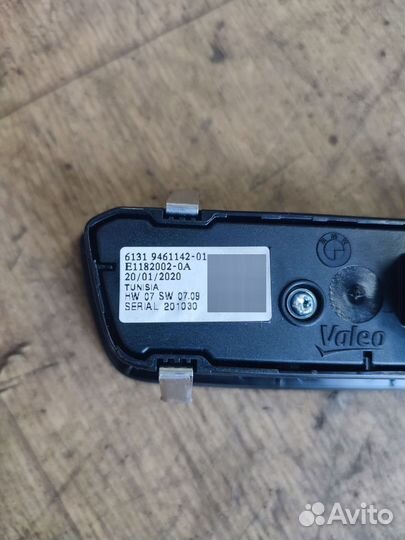 6131 9461142-01
E1182002-0A
20/01/2020
TUNISIA
HW 07 SW 07.09
SERIAL 201030
Valeo
Avito